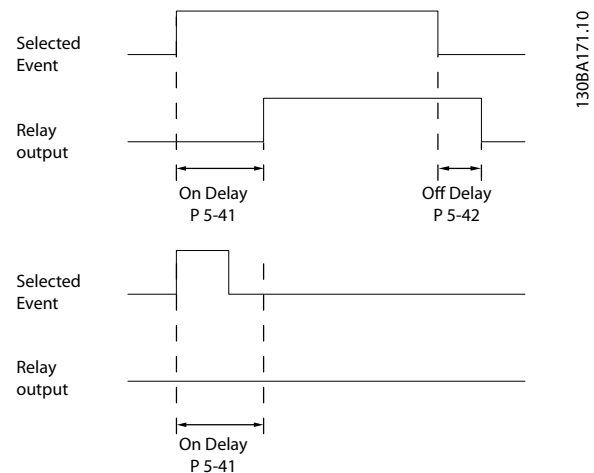 Selected
Event
130BA171.10
Relay
output
On Delay
P 5-41
Off Delay
P 5-42
Selected
Event
Relay
output
On Delay
P 5-41